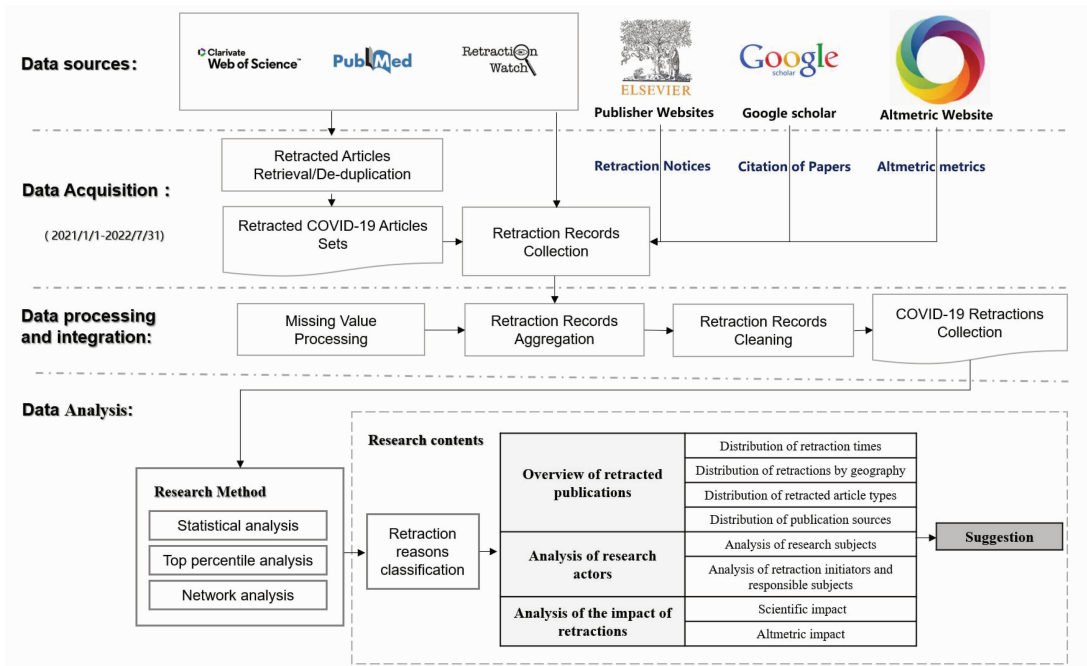 Data sources:
Clarivate
Web of Science™
PubMed
Retraction
Watch
ELSEVIER
Publisher Websites
Google
scholar
Google scholar
Altmetric Website
Data Acquisition :
( 2021/1/1-2022/7/31)
Retracted Articles
Retrieval/De-duplication
Retraction Notices
Citation of Papers
Altmetric metrics
Retracted COVID-19 Articles
Sets
Retraction Records
Collection
Data processing
and integration:
Missing Value
Processing
Retraction Records
Aggregation
Retraction Records
Cleaning
COVID-19 Retractions
Collection
Data Analysis:
Research Method
Statistical analysis
Top percentile analysis
Network analysis
Research contents
Retraction
reasons
classification
Overview of retracted
publications
Distribution of retraction times
Distribution of retractions by geography
Distribution of retracted article types
Distribution of publication sources
Analysis of research
actors
Analysis of research subjects
Analysis of retraction initiators and
responsible subjects
Analysis of the impact of
retractions
Scientific impact
Altmetric impact
Suggestion